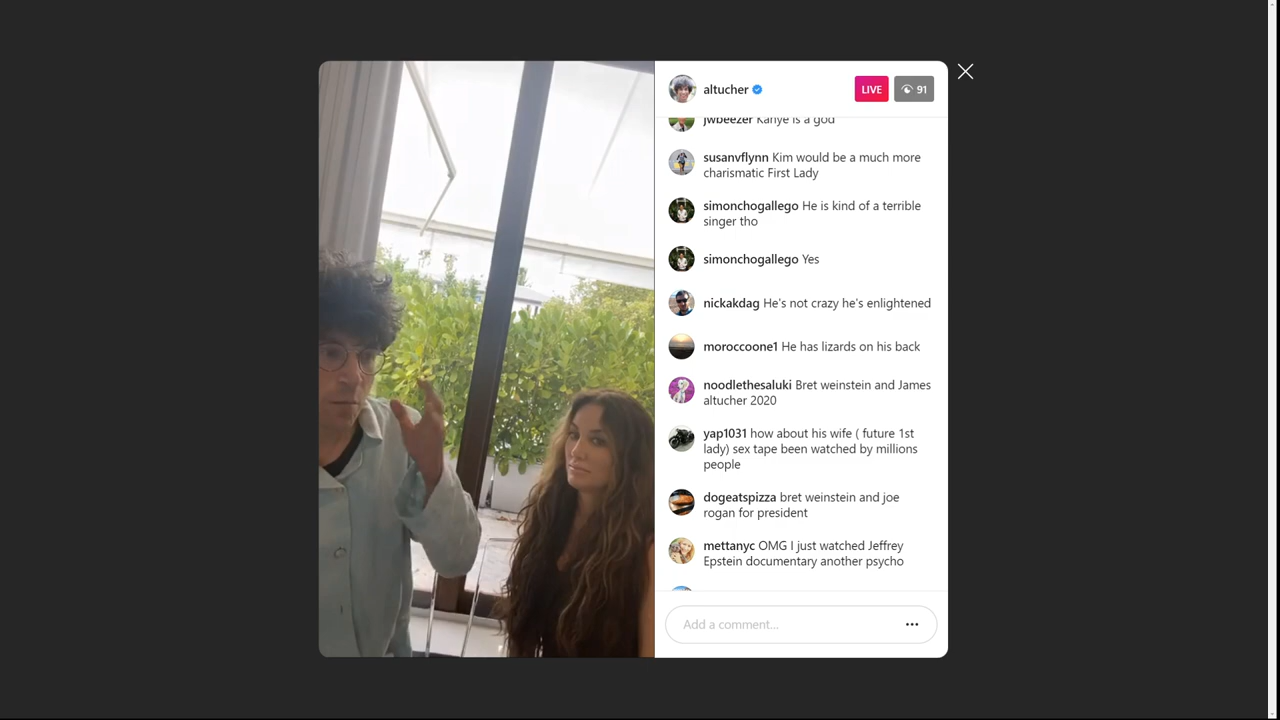 altucher
LIVE
91
jwbeezer Kanye is a god
susanvflynn Kim would be a much more
charismatic First Lady
simonchogallego He is kind of a terrible
singer tho
simonchogallego Yes
nickakdag He's not crazy he's enlightened
moroccoone1 He has lizards on his back
noodlethesaluki Bret weinstein and James
altucher 2020
yap1031 how about his wife ( future 1st
lady) sex tape been watched by millions
people
dogeatspizza bret weinstein and joe
rogan for president
mettanyc OMG I just watched Jeffrey
Epstein documentary another psycho
Add a comment...